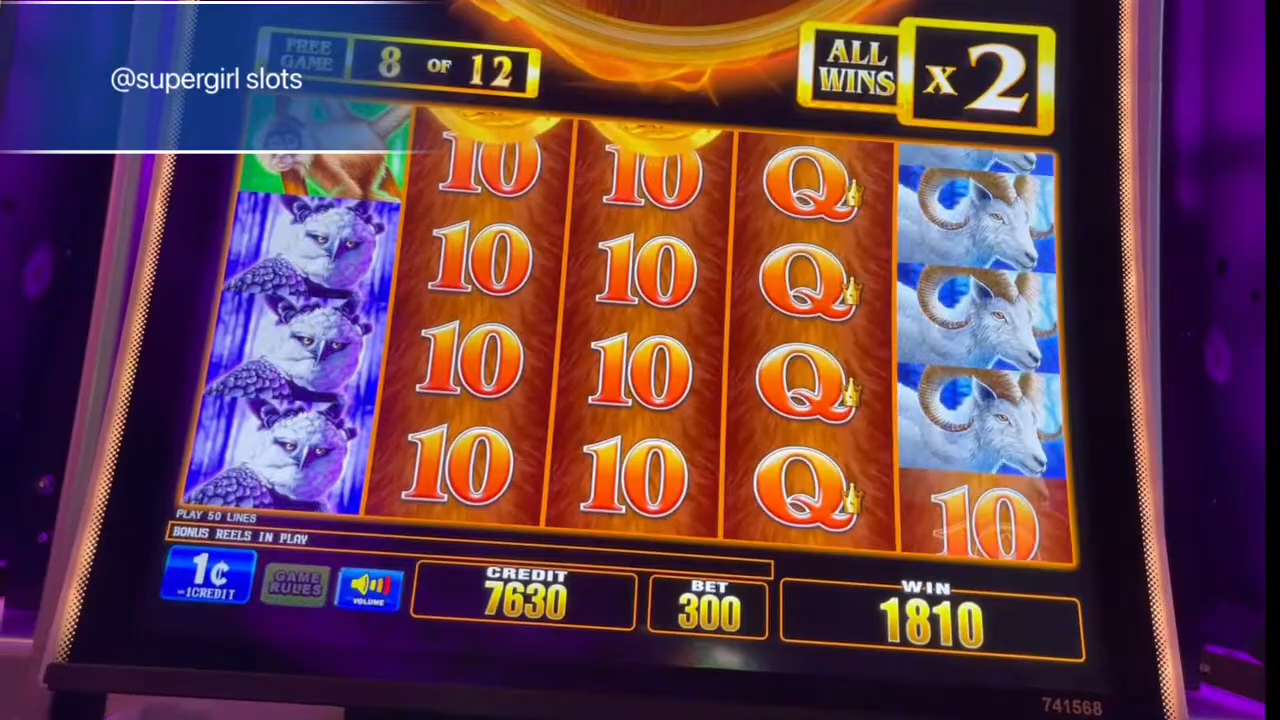 @supergirl slots
FREE GAME 8 OF 12
ALL WINS X2
10 10 Q
10 10 Q
10 10 Q
10 10 Q 10
PLAY 50 LINES
BONUS REELS IN PLAY
1¢
=1CREDIT
GAME RULES
VOLUME
CREDIT
7630
BET
300
WIN
1810
741568